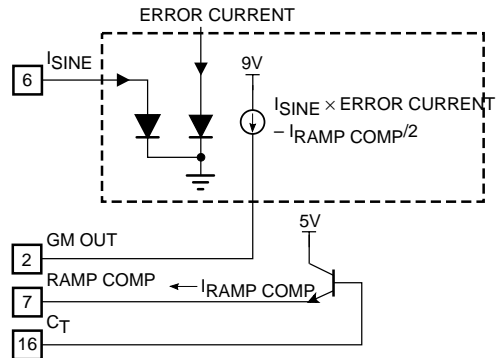 ERROR CURRENT
6
ISINE
9V
ISINE × ERROR CURRENT
– IRAMP COMP/2
GM OUT
2
5V
RAMP COMP
IRAMP COMP
7
CT
16